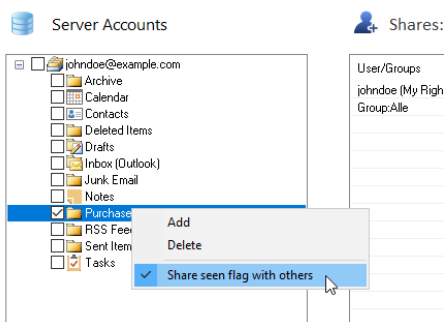 Server Accounts
Shares:
johndoe@example.com
Archive
Calendar
Contacts
Deleted Items
Drafts
Inbox (Outlook)
Junk Email
Notes
Purchase
RSS Fee
Sent Item
Tasks
Add
Delete
Share seen flag with others
User/Groups
johndoe (My Righ
Group:Alle